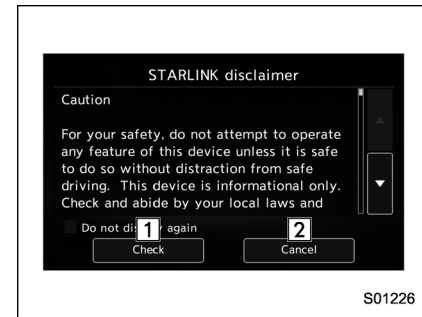 STARLINK disclaimer
Caution
For your safety, do not attempt to operate
any feature of this device unless it is safe
to do so without distraction from safe
driving. This device is informational only.
Check and abide by your local laws and
Do not dis 1 y again 2
Check Cancel
S01226